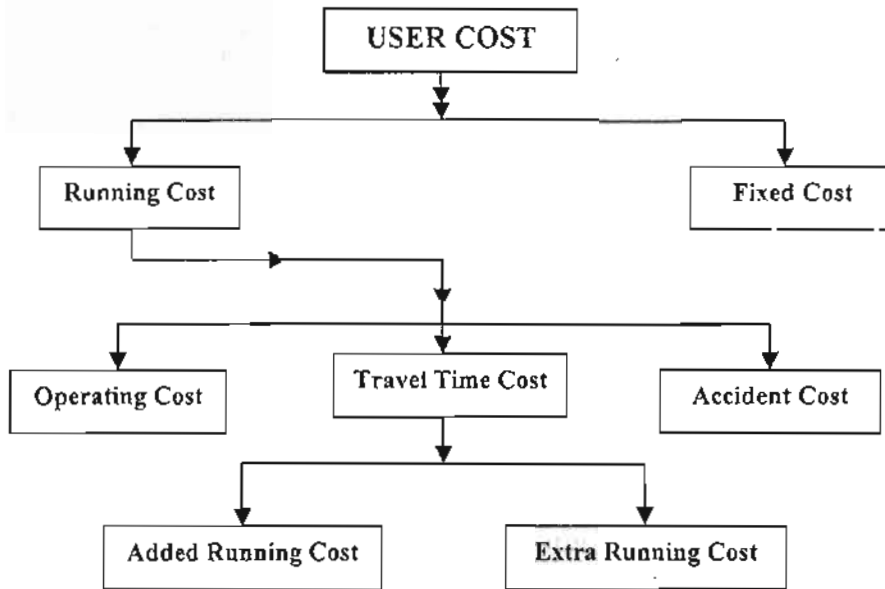 USER COST
Running Cost
Fixed Cost
Operating Cost
Travel Time Cost
Accident Cost
Added Running Cost
Extra Running Cost